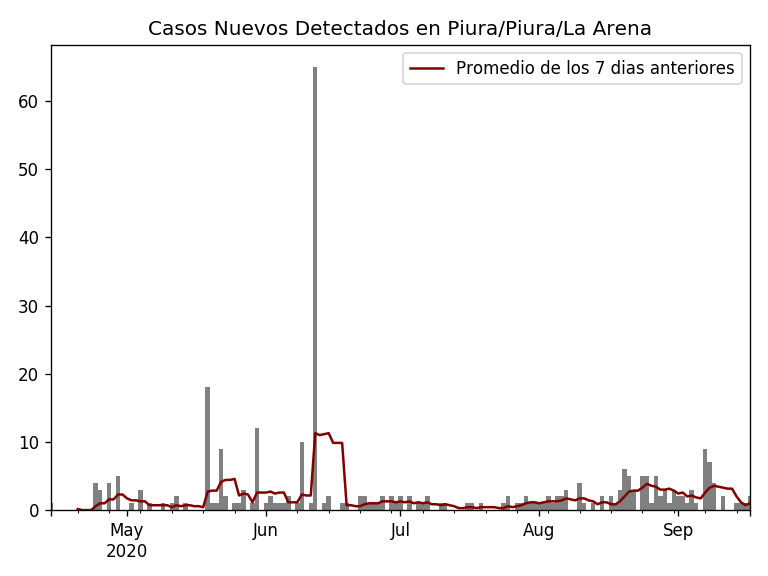 Casos Nuevos Detectados en Piura/Piura/La Arena
Promedio de los 7 dias anteriores
60
50
40
30
20
10
0
May Jun Jul Aug Sep
2020